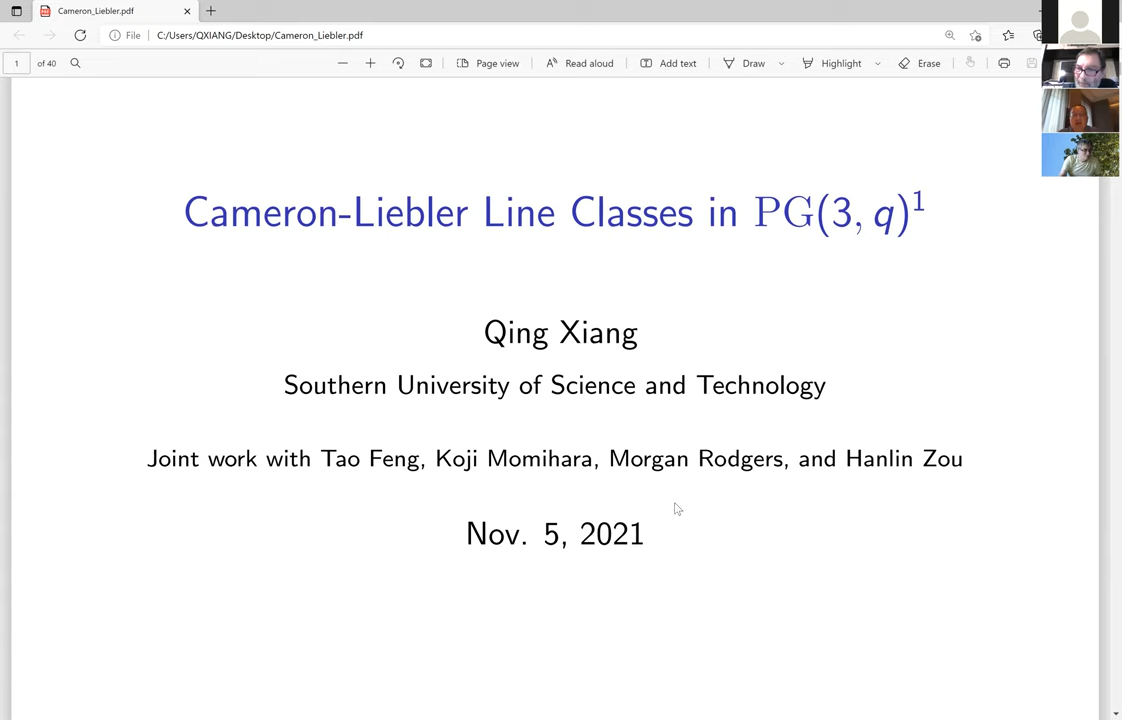 Cameron_Liebler.pdf
File C:/Users/QXIANG/Desktop/Cameron_Liebler.pdf
1 of 40 Page view Read aloud Add text Draw Highlight Erase
Cameron-Liebler Line Classes in PG(3, q)¹
Qing Xiang
Southern University of Science and Technology
Joint work with Tao Feng, Koji Momihara, Morgan Rodgers, and Hanlin Zou
Nov. 5, 2021